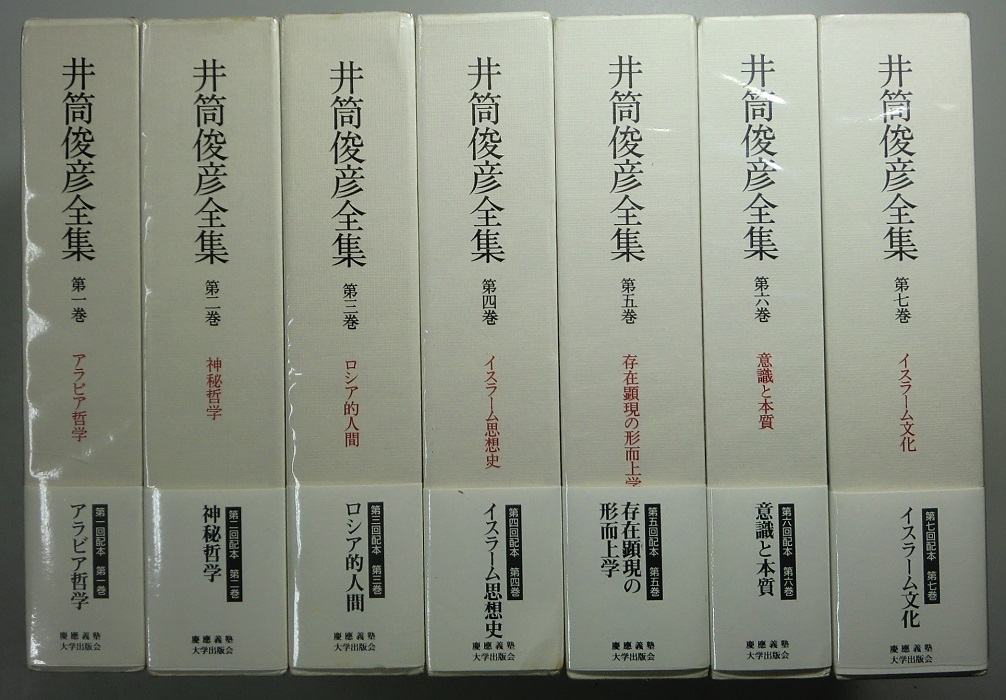 井筒俊彦全集
第一巻
アラビア哲学
第一回配本 第一巻
アラビア哲学
慶應義塾
大学出版会
井筒俊彦全集
第二巻
神秘哲学
第二回配本 第二巻
神秘哲学
慶應義塾
大学出版会
井筒俊彦全集
第三巻
ロシア的人間
第三回配本 第三巻
ロシア的人間
慶應義塾
大学出版会
井筒俊彦全集
第四巻
イスラーム思想史
第四回配本 第四巻
イスラーム思想史
慶應義塾
大学出版会
井筒俊彦全集
第五巻
存在顕現の形而上学
第五回配本 第五巻
存在顕現の
形而上学
慶應義塾
大学出版会
井筒俊彦全集
第六巻
意識と本質
第六回配本 第六巻
意識と本質
慶應義塾
大学出版会
井筒俊彦全集
第七巻
イスラーム文化
第七回配本 第七巻
イスラーム文化
慶應義塾
大学出版会